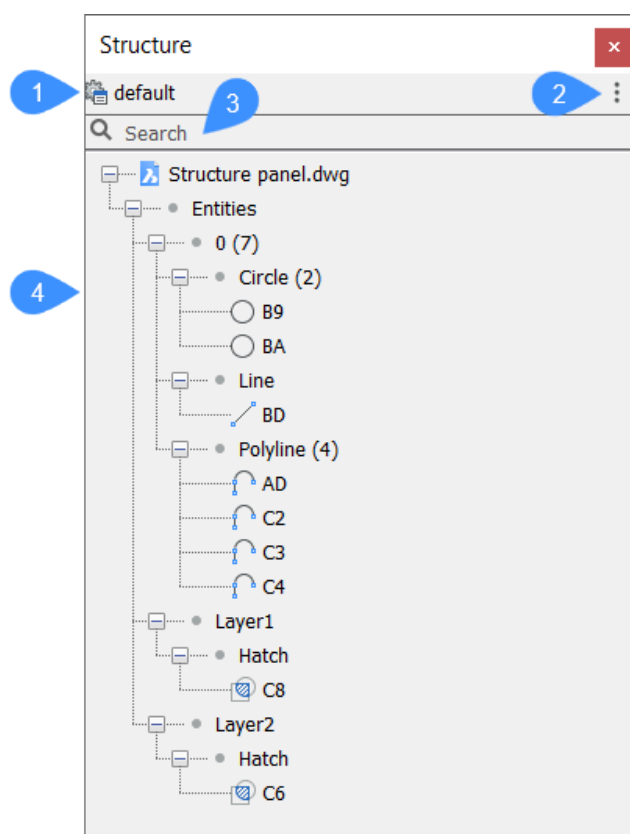 Structure
1 default 2
3
Search
Structure panel.dwg
Entities
0 (7)
4 Circle (2)
B9
BA
Line
BD
Polyline (4)
AD
C2
C3
C4
Layer1
Hatch
C8
Layer2
Hatch
C6